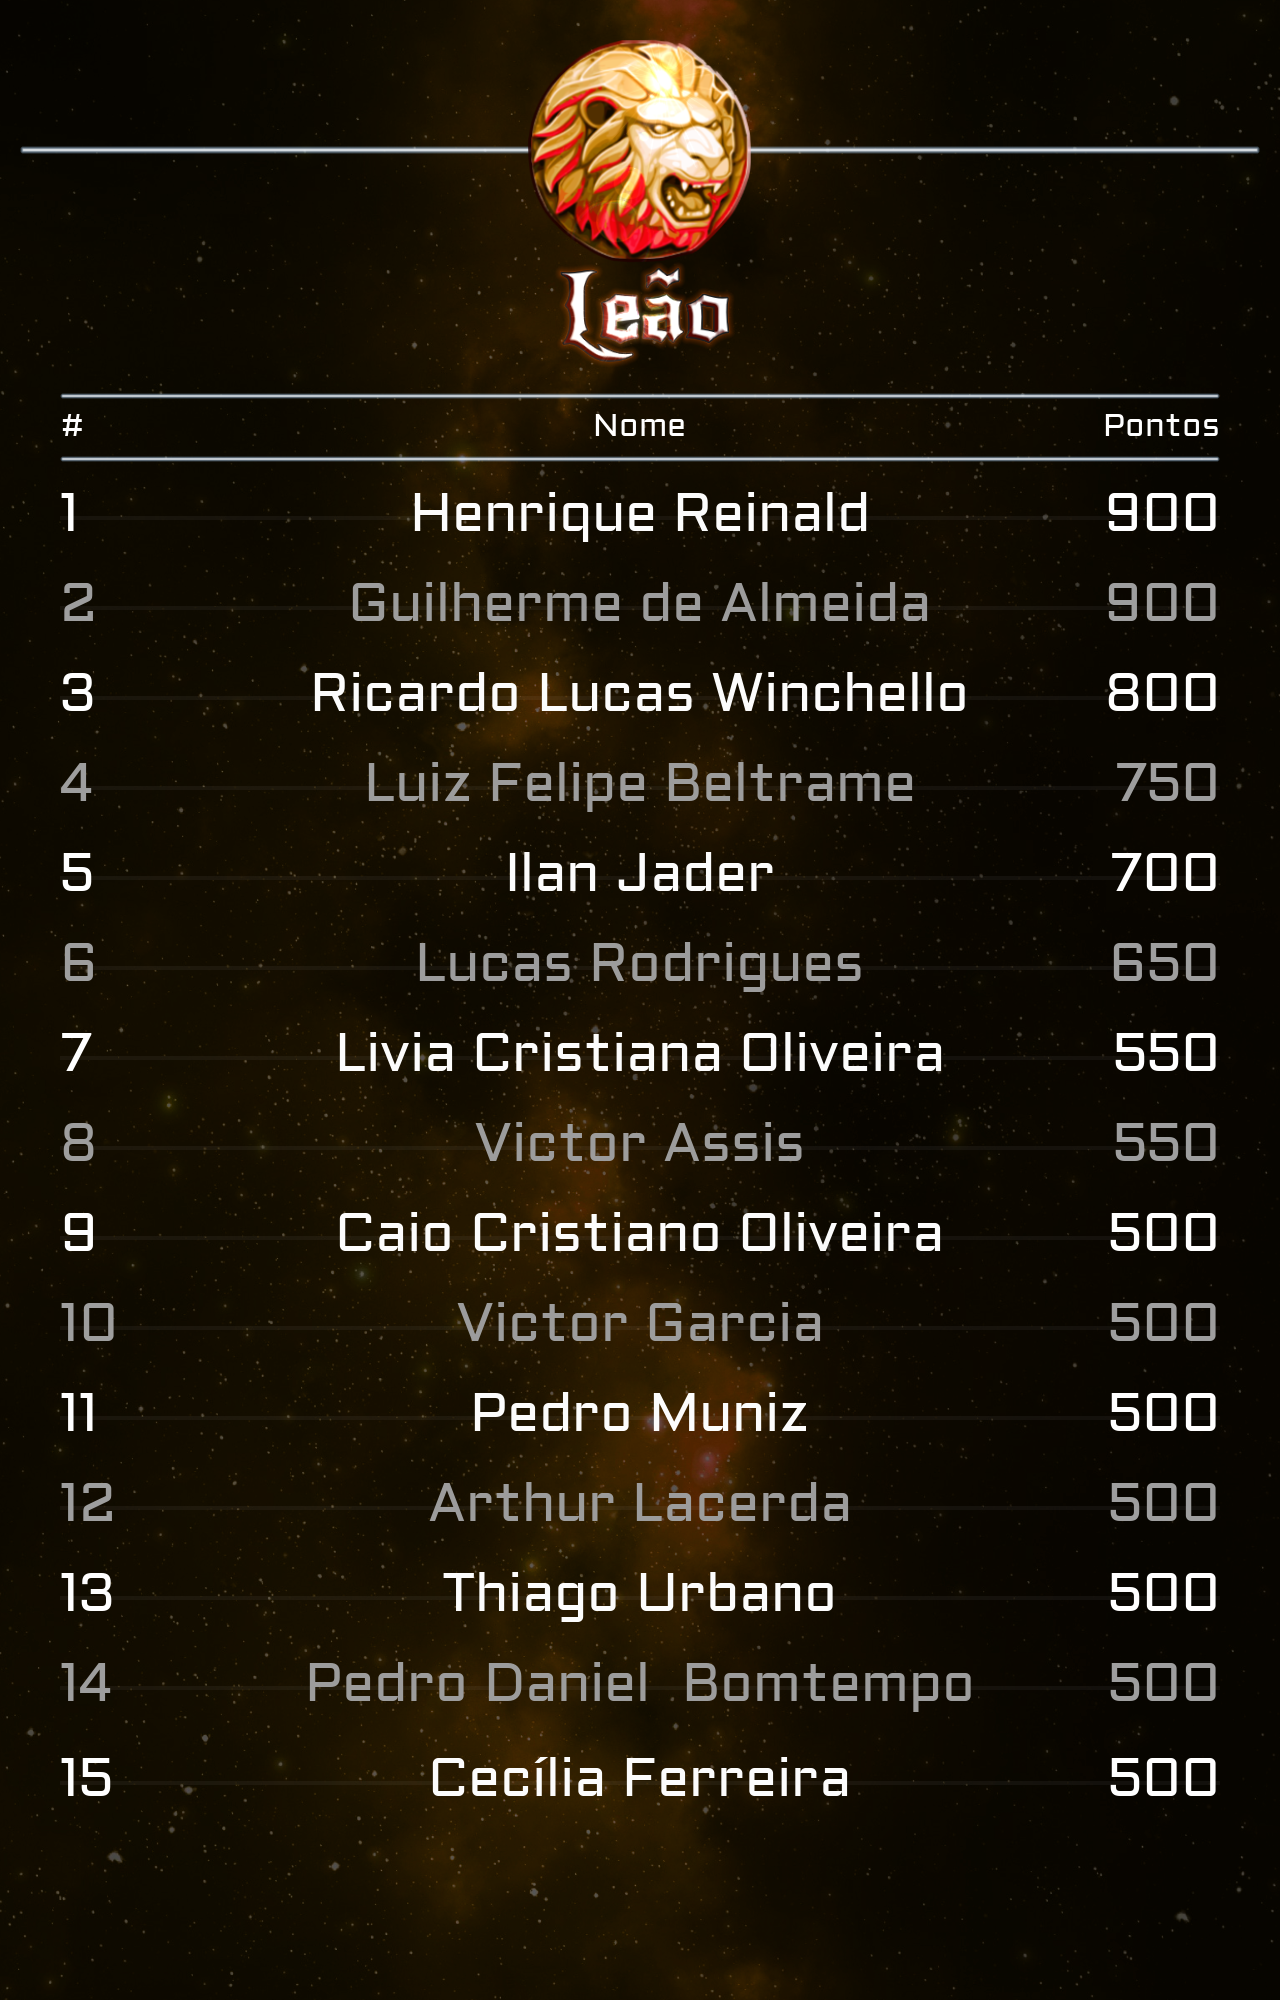 Leão
# Nome Pontos
1 Henrique Reinald 900
2 Guilherme de Almeida 900
3 Ricardo Lucas Winchello 800
4 Luiz Felipe Beltrame 750
5 Ilan Jader 700
6 Lucas Rodrigues 650
7 Livia Cristiana Oliveira 550
8 Victor Assis 550
9 Caio Cristiano Oliveira 500
10 Victor Garcia 500
11 Pedro Muniz 500
12 Arthur Lacerda 500
13 Thiago Urbano 500
14 Pedro Daniel  Bomtempo 500
15 Cecília Ferreira 500